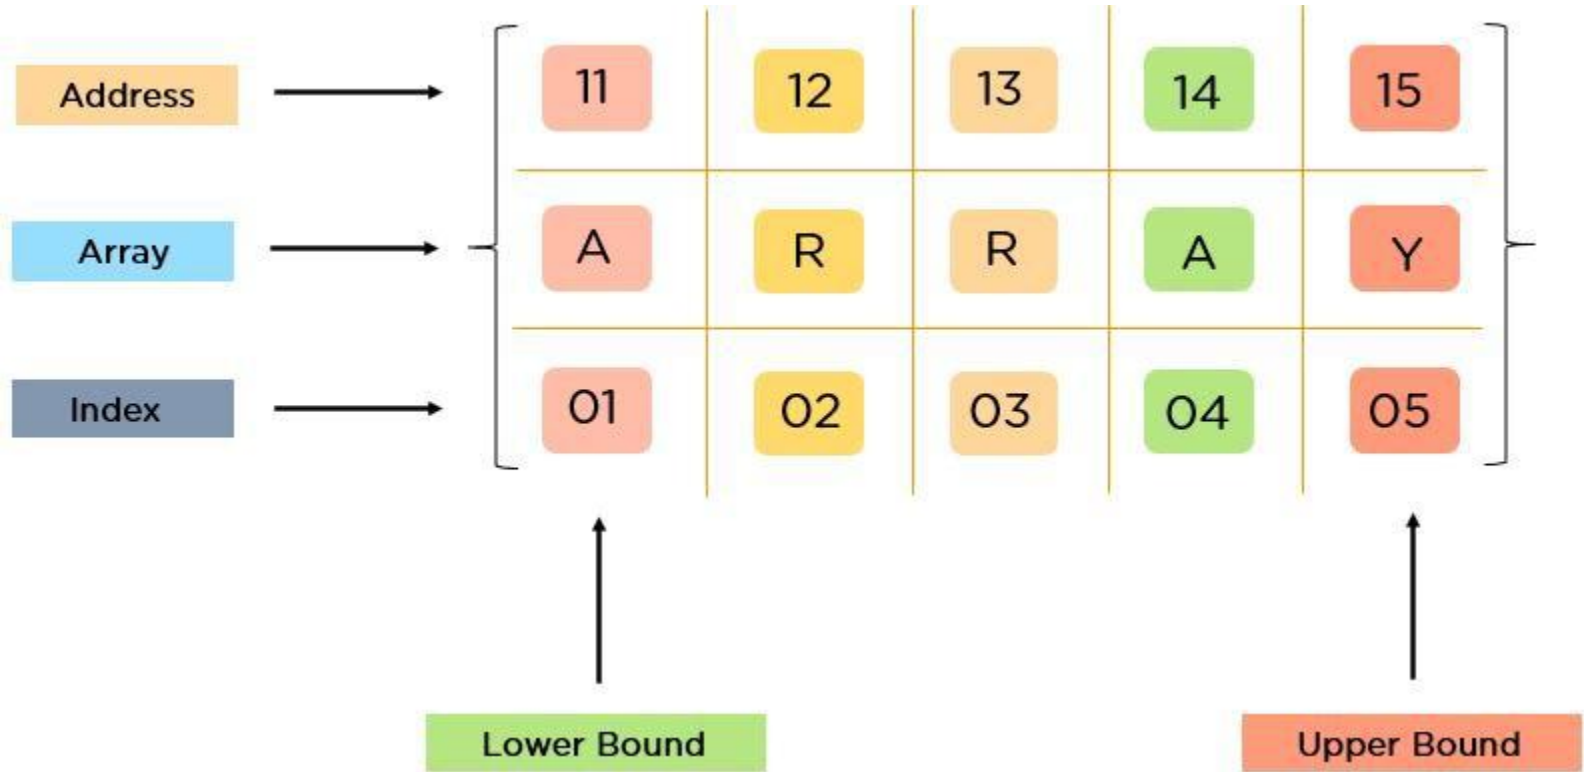 Address 11 12 13 14 15
Array A R R A Y
Index 01 02 03 04 05
Lower Bound Upper Bound